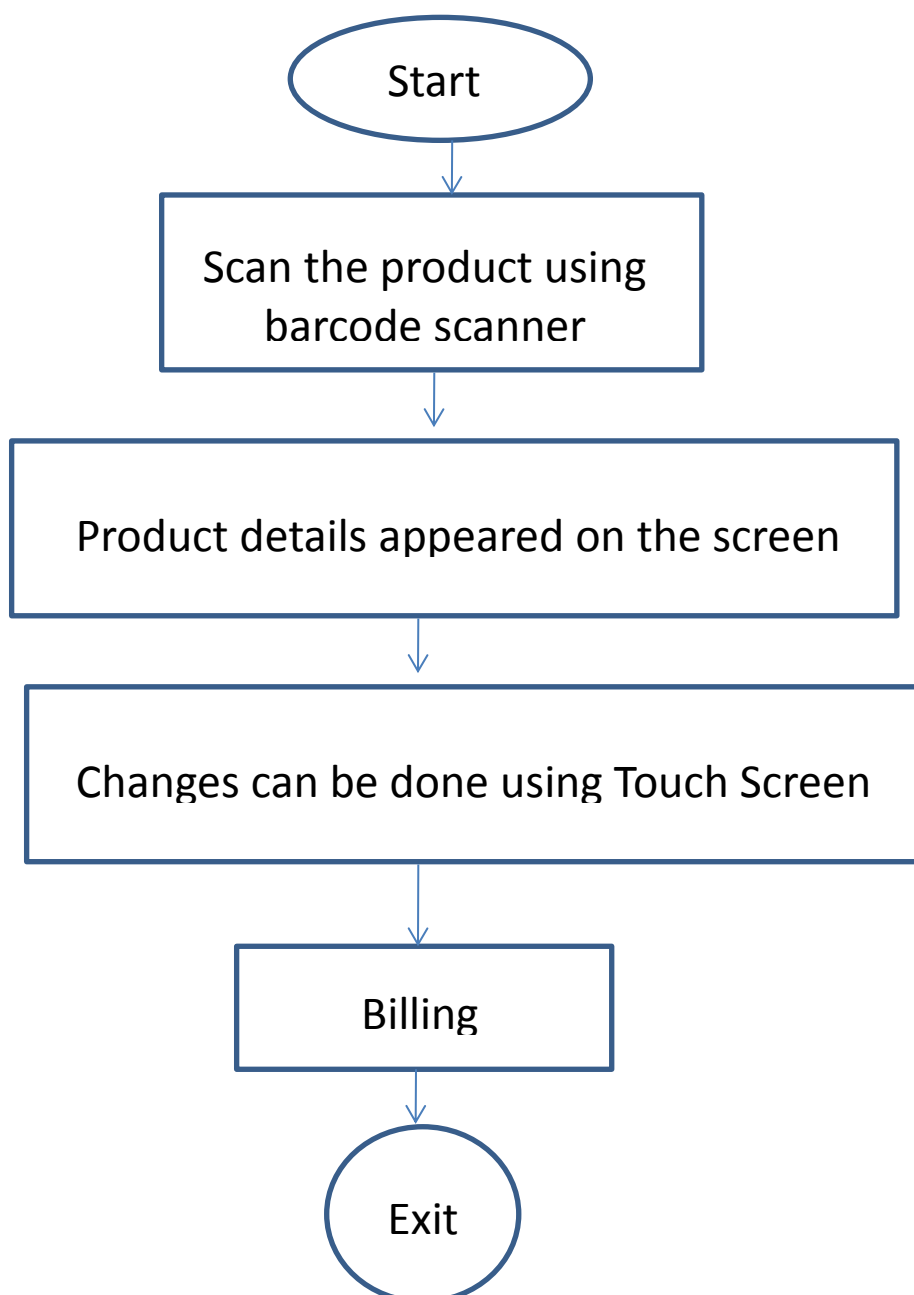 Start
Scan the product using
barcode scanner
Product details appeared on the screen
Changes can be done using Touch Screen
Billing
Exit